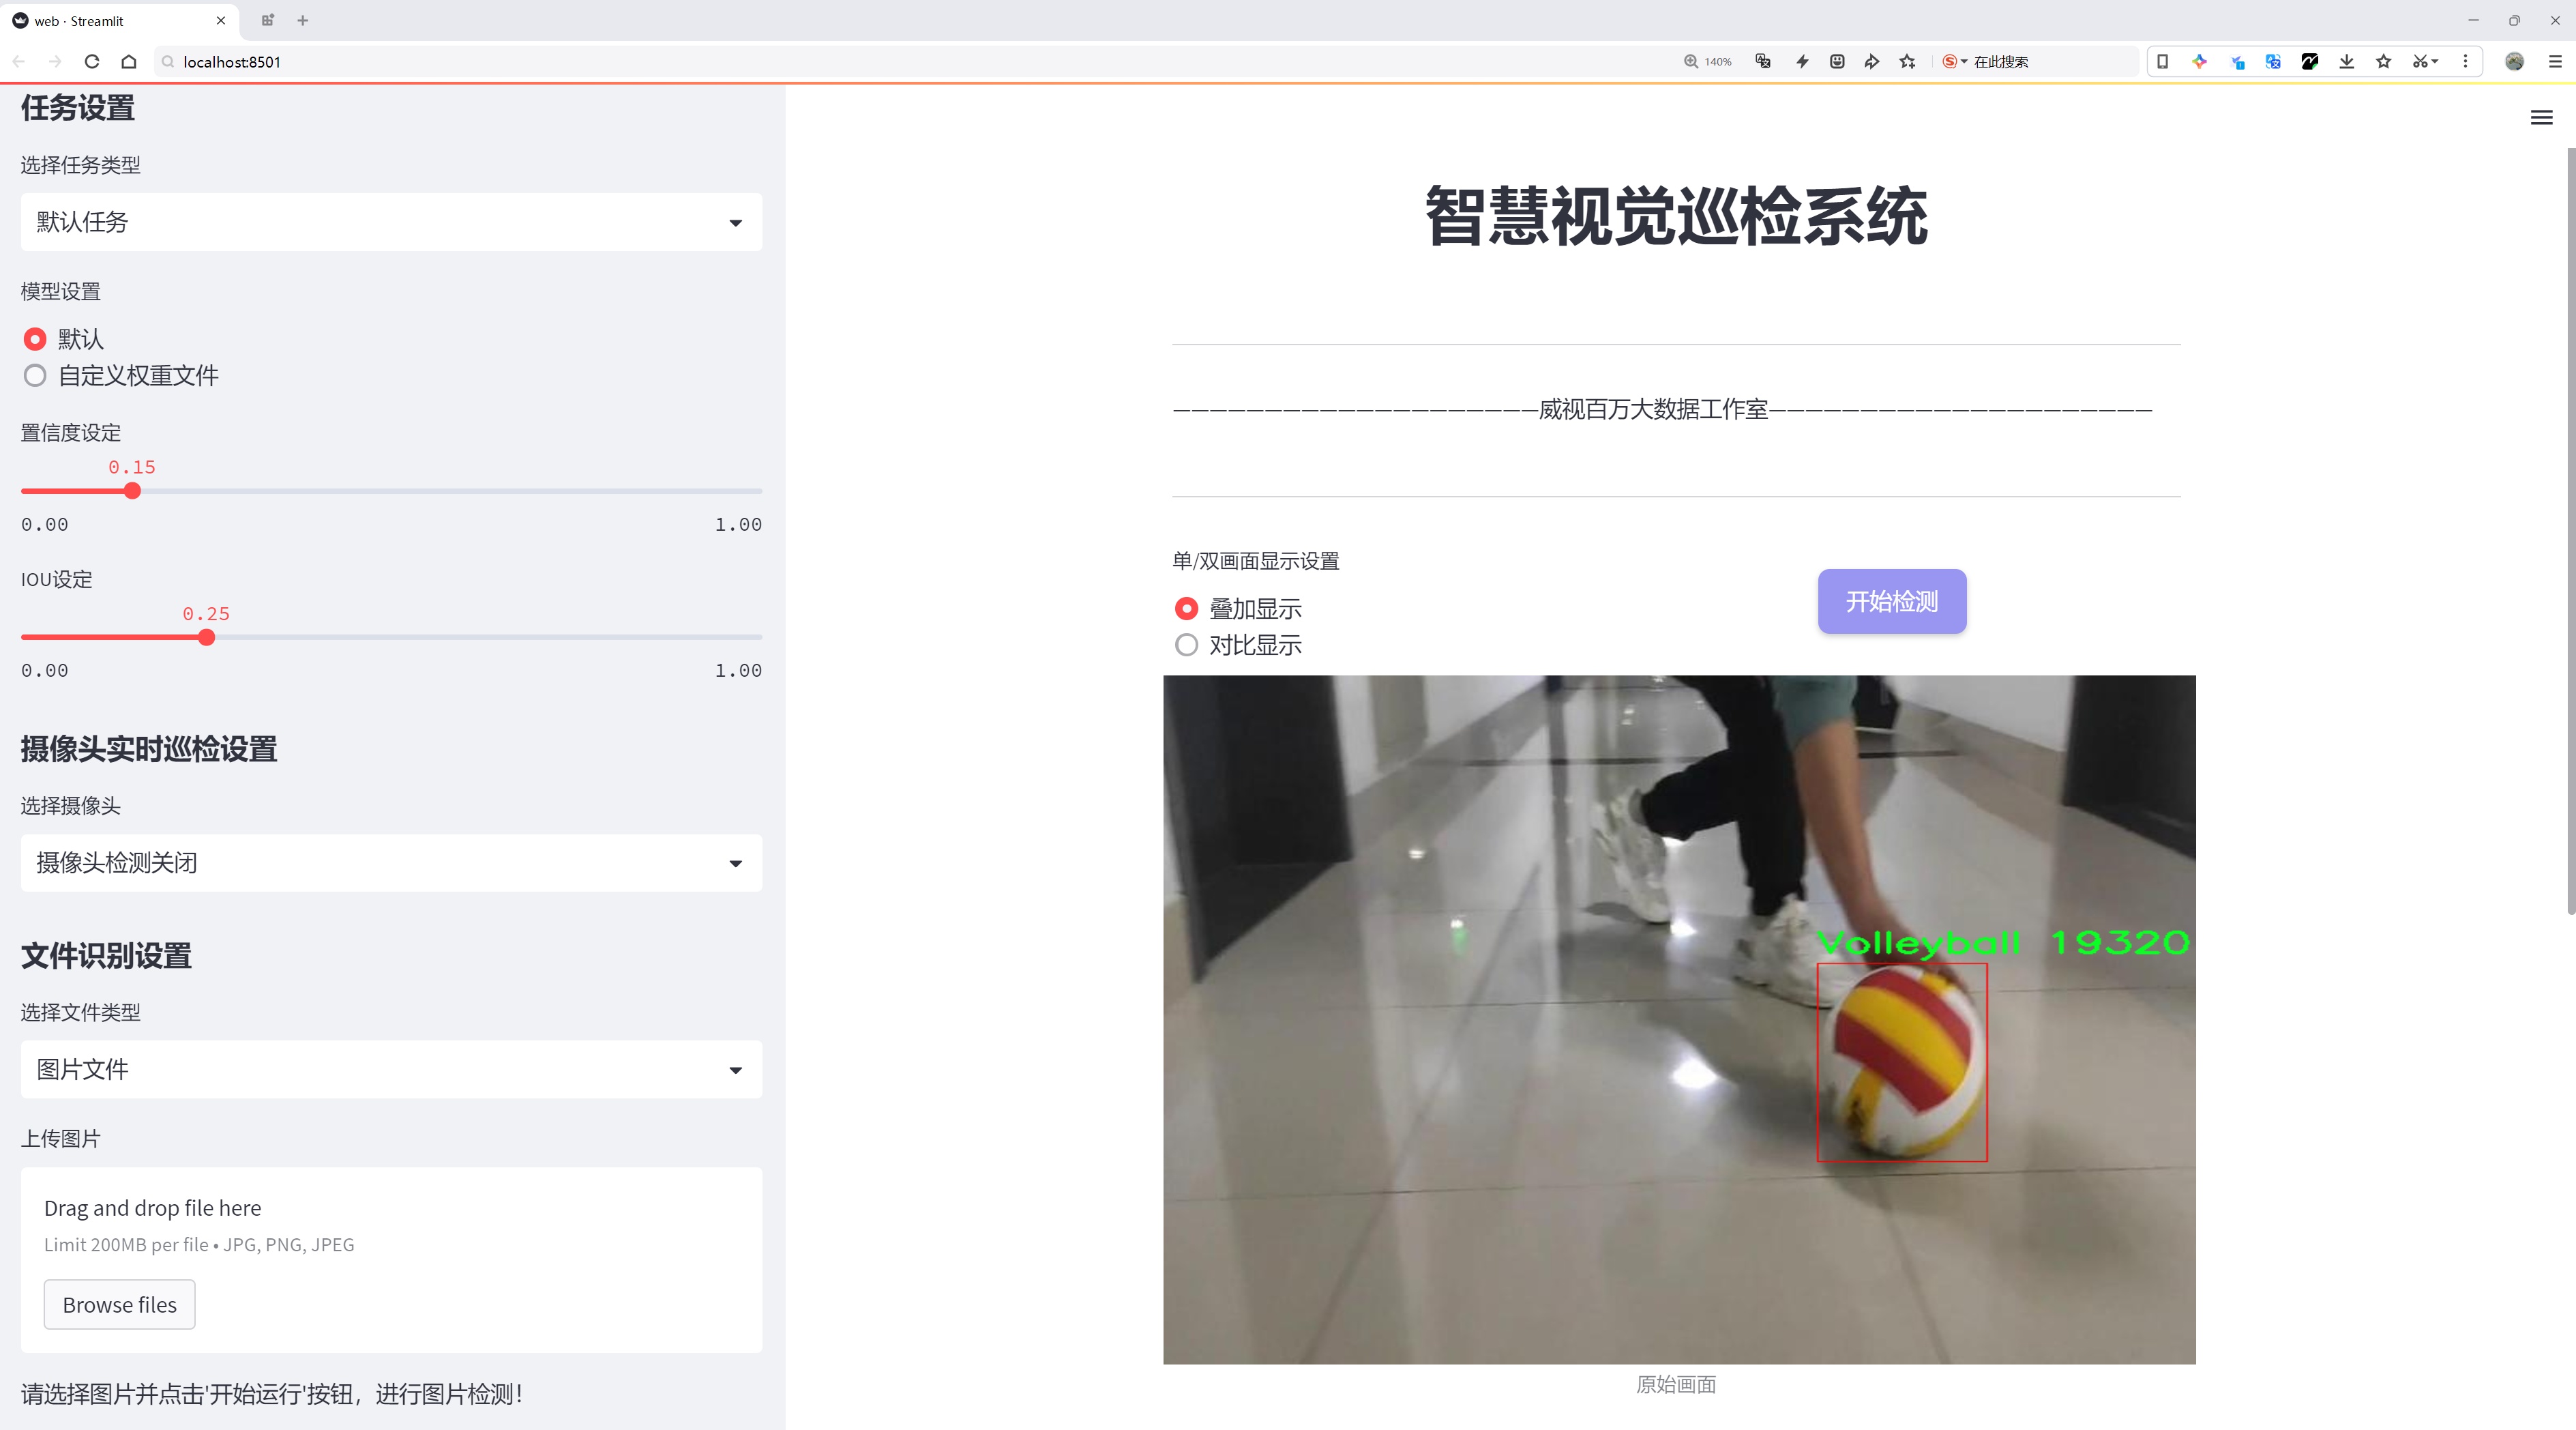 web · Streamlit
localhost:8501
140%
在此搜索
任务设置
选择任务类型
默认任务
模型设置
默认
自定义权重文件
置信度设定
0.15
0.00
1.00
IOU设定
0.25
0.00
1.00
摄像头实时巡检设置
选择摄像头
摄像头检测关闭
文件识别设置
选择文件类型
图片文件
上传图片
Drag and drop file here
Limit 200MB per file • JPG, PNG, JPEG
Browse files
请选择图片并点击'开始运行'按钮，进行图片检测！
智慧视觉巡检系统
————————————————————威视百万大数据工作室—————————————————————
单/双画面显示设置
叠加显示
对比显示
开始检测
Volleyball 19320
原始画面